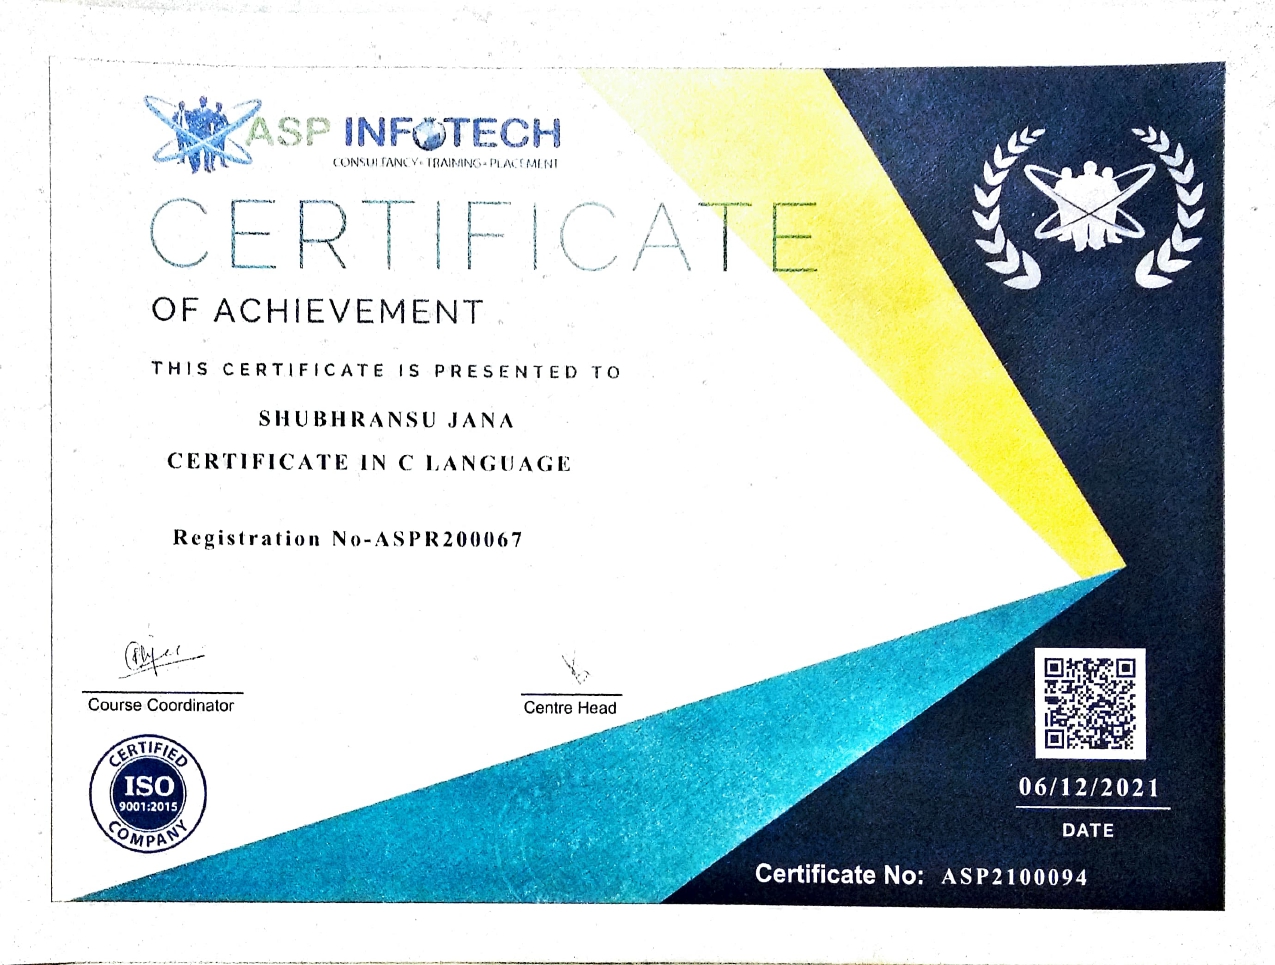 ASP INFOTECH
CONSULTANCY - TRAINING - PLACEMENT
CERTIFICATE
OF ACHIEVEMENT
THIS CERTIFICATE IS PRESENTED TO
SHUBHRANSU JANA
CERTIFICATE IN C LANGUAGE
Registration No-ASPR200067
Course Coordinator
Centre Head
CERTIFIED
ISO
9001:2015
COMPANY
06/12/2021
DATE
Certificate No: ASP2100094